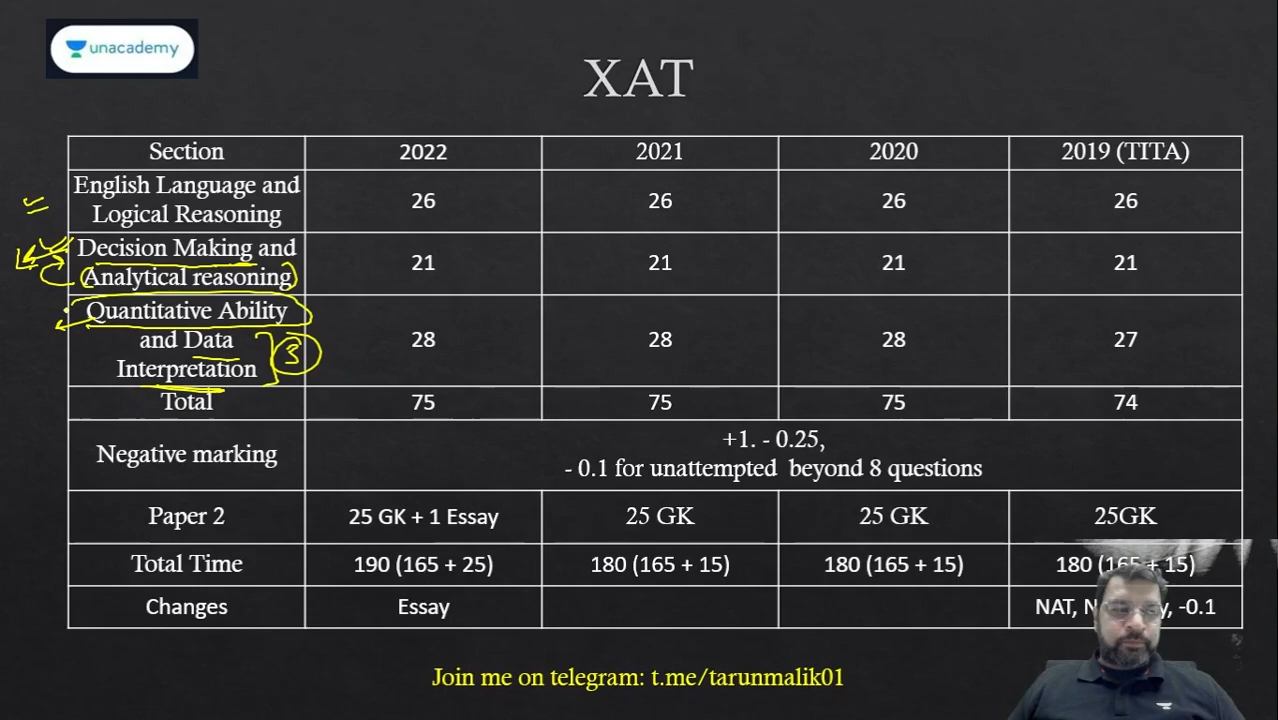 unacademy
XAT
Section 2022 2021 2020 2019 (TITA)
English Language and
Logical Reasoning 26 26 26 26
Decision Making and
Analytical reasoning 21 21 21 21
Quantitative Ability
and Data
Interpretation 28 28 28 27
3
Total 75 75 75 74
Negative marking +1. - 0.25,
- 0.1 for unattempted beyond 8 questions
Paper 2 25 GK + 1 Essay 25 GK 25 GK 25GK
Total Time 190 (165 + 25) 180 (165 + 15) 180 (165 + 15) 180 (165 + 15)
Changes Essay NAT, -0.1
Join me on telegram: t.me/tarunmalik01